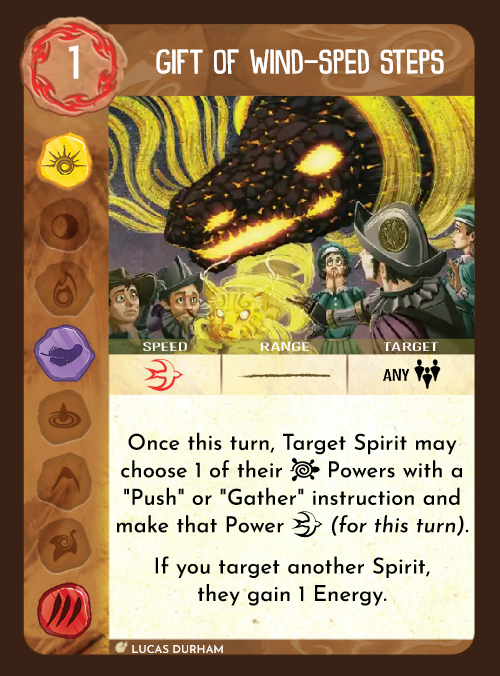 1
GIFT OF WIND-SPED STEPS
SPEED RANGE TARGET
ANY
Once this turn, Target Spirit may
choose 1 of their Powers with a
"Push" or "Gather" instruction and
make that Power (for this turn).
If you target another Spirit,
they gain 1 Energy.
LUCAS DURHAM